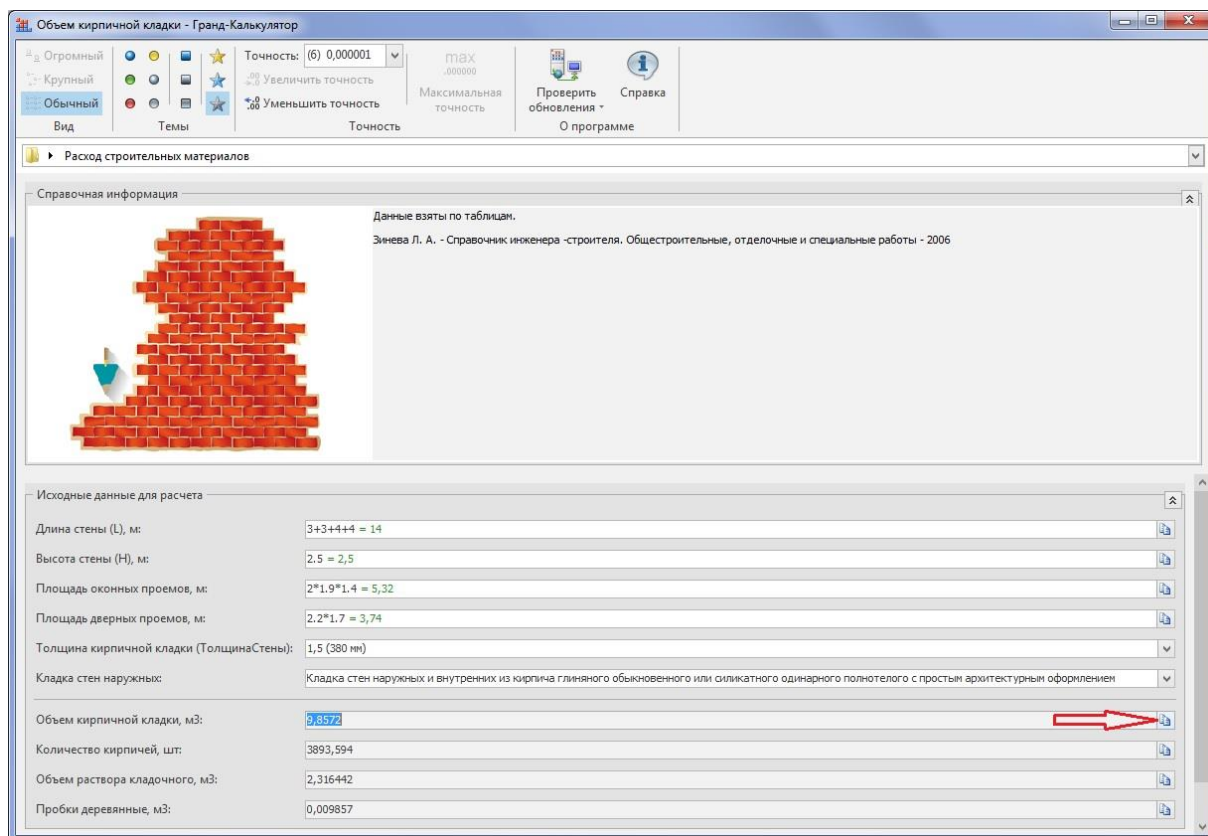 Объем кирпичной кладки - Гранд-Калькулятор
Огромный
Крупный
Обычный
Вид
Темы
Точность: (6) 0,000001
Увеличить точность
Уменьшить точность
Точность
max
.000000
Максимальная
точность
Проверить
обновления
Справка
О программе
Расход строительных материалов
Справочная информация
Данные взяты по таблицам.
Зинева Л. А. - Справочник инженера -строителя. Общестроительные, отделочные и специальные работы - 2006
Исходные данные для расчета
Длина стены (L), м: 3+3+4+4 = 14
Высота стены (H), м: 2.5 = 2,5
Площадь оконных проемов, м: 2*1.9*1.4 = 5,32
Площадь дверных проемов, м: 2.2*1.7 = 3,74
Толщина кирпичной кладки (ТолщинаСтены): 1,5 (380 мм)
Кладка стен наружных: Кладка стен наружных и внутренних из кирпича глиняного обыкновенного или силикатного одинарного полнотелого с простым архитектурным оформлением
Объем кирпичной кладки, м3: 9,8572
Количество кирпичей, шт: 3893,594
Объем раствора кладочного, м3: 2,316442
Пробки деревянные, м3: 0,009857